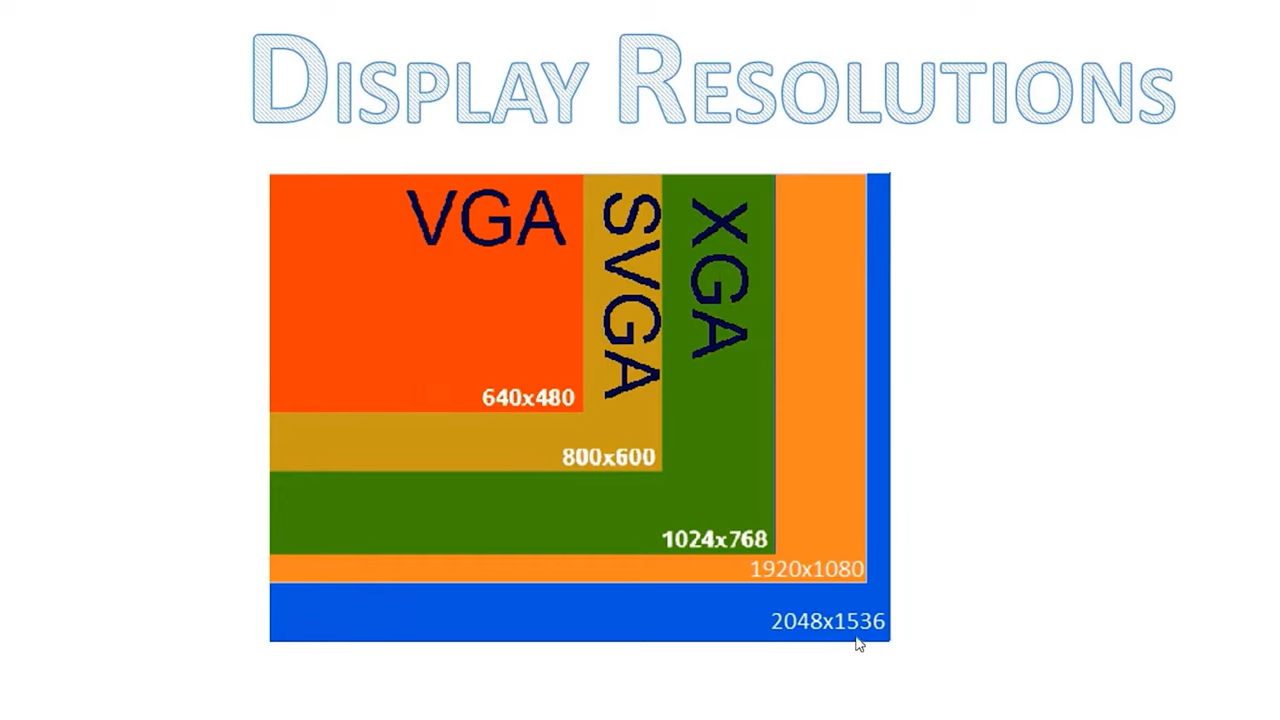 DISPLAY RESOLUTIONS
VGA
SVGA
XGA
640x480
800x600
1024x768
1920x1080
2048x1536